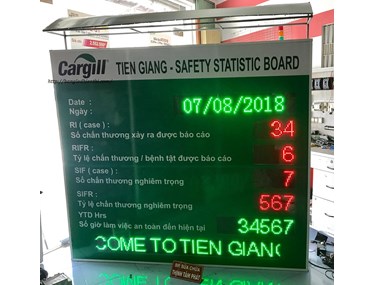 Cargill
TIEN GIANG - SAFETY STATISTIC BOARD
Date :
Ngày :
07/08/2018
RI ( case ) :
Số chấn thương xảy ra được báo cáo
34
RIFR :
Tỷ lệ chấn thương / bệnh tật được báo cáo
6
SIF ( case ) :
Số chấn thương nghiêm trọng
7
SIFR :
Tỷ lệ chấn thương nghiêm trọng
567
YTD Hrs
Số giờ làm việc an toàn đến hiện tại
34567
COME TO TIEN GIANG
THỊNH TÂM PHÁT